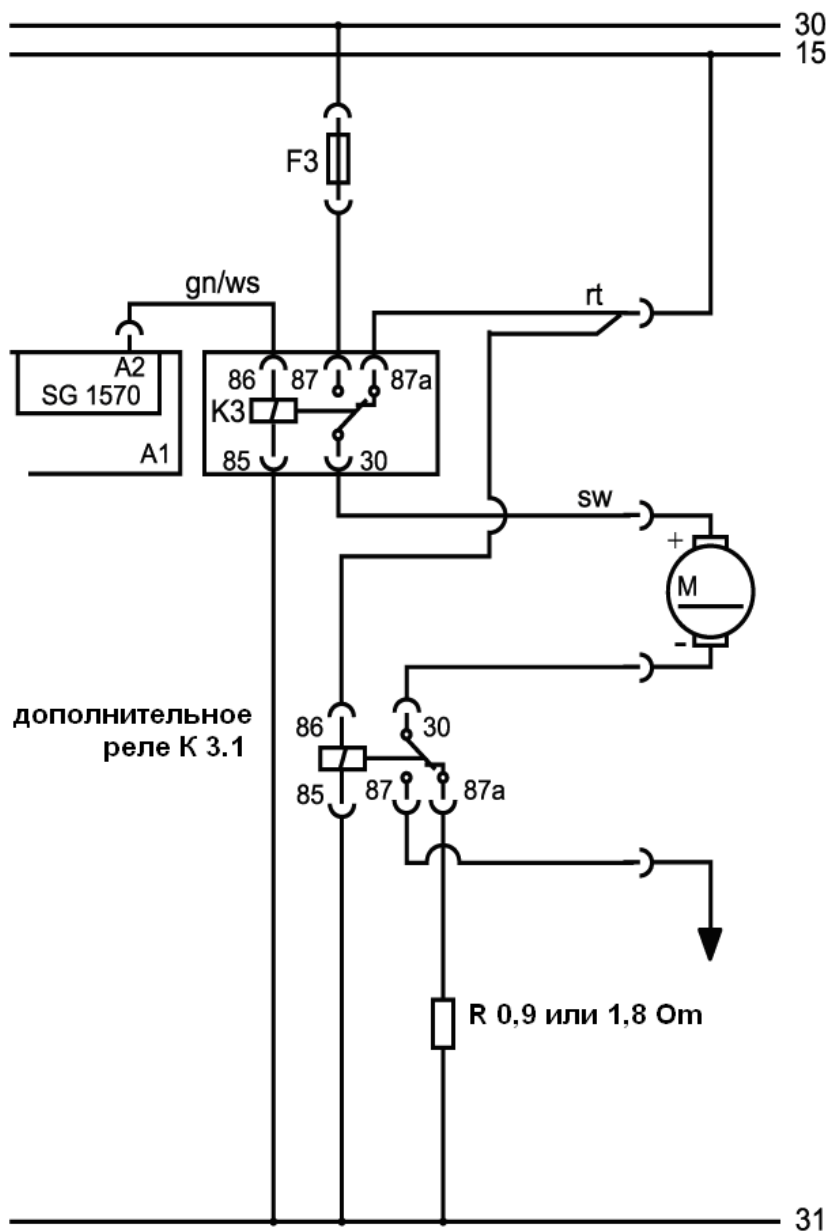 30
15
F3
gn/ws
rt
A2
SG 1570
A1
86 87 87a
K3
85 30
sw
+
M
-
дополнительное
реле К 3.1
86 30
85 87 87a
R 0,9 или 1,8 Om
31